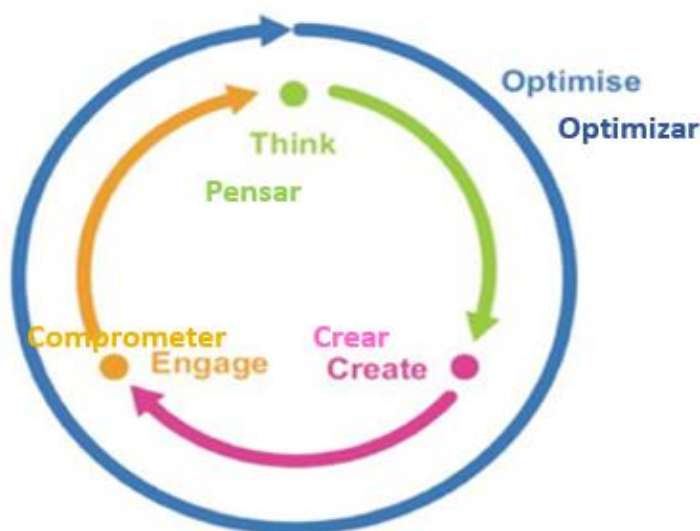 Optimise
Optimizar
Think
Pensar
Comprometer
Engage
Crear
Create